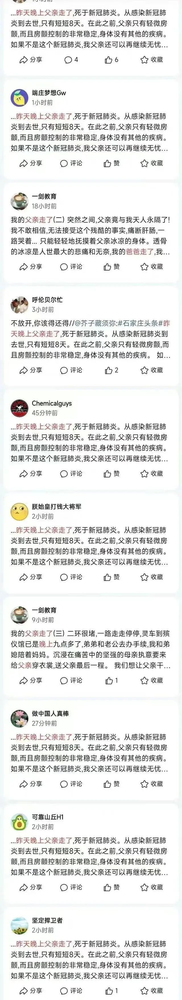 ...昨天晚上父亲走了,死于新冠肺炎。从感
染新冠肺炎到去世,只有短短8天。在此之前,父亲只有轻微房
颤,而且房颤控制的非常稳定,身体没有其他的疾病。
如果不是这个新冠肺炎,我父亲还可以再继续无忧...
分享 4 6 收藏
端庄梦想Gw
1小时前
...昨天晚上父亲走了,死于新冠肺炎。从感染新冠肺
炎到去世,只有短短8天。在此之前,父亲只有轻微房
颤,而且房颤控制的非常稳定,身体没有其他的疾病。
如果不是这个新冠肺炎,我父亲还可以再继续无忧...
分享 评论 赞 收藏
一剑教育
18小时前
我的父亲走了(二) 突然之间,父亲竟与我天人永隔了!
我不敢相信,无法接受这个残酷的事实,痛断肝肠,一
路哭着... 只能轻轻地抚摸着父亲冰凉的身体。透骨
的冰凉是人世最大的悲痛和无奈,我的爸爸走了,我...
分享 评论 赞 收藏
呼伦贝尔忙
3小时前
不放开,你该得还得//@芥子藏须弥:#石家庄头条#昨
天晚上父亲走了,死于新冠肺炎。从感染新冠肺炎到
去世,只有短短8天。在此之前,父亲只有轻微房颤,而
且房颤控制的非常稳定,身体没有其他的疾病。 如...
分享 评论 2 收藏
Chemicalguys
45分钟前
...昨天晚上父亲走了,死于新冠肺炎。从感染新冠肺
炎到去世,只有短短8天。在此之前,父亲只有轻微房
颤,而且房颤控制的非常稳定,身体没有其他的疾病。
如果不是这个新冠肺炎,我父亲还可以再继续无忧...
分享 评论 赞 收藏
朕始皇打钱大将军
2小时前
...昨天晚上父亲走了,死于新冠肺炎。从感染新冠肺
炎到去世,只有短短8天。在此之前,父亲只有轻微房
颤,而且房颤控制的非常稳定,身体没有其他的疾病。
如果不是这个新冠肺炎,我父亲还可以再继续无忧...
分享 评论 赞 收藏
一剑教育
9小时前
我的父亲走了(三) 二环很堵,一路走走停停,灵车到殡
仪馆已是晚上九点多了,弟弟和老公去办手续,我和弟
媳陪着妈妈。沉浸在痛苦中的坚强的母亲执意要来
给父亲穿衣裳,送父亲最后一程。 我们想让父亲干...
分享 评论 1 收藏
做中国人真棒
27分钟前
...昨天晚上父亲走了,死于新冠肺炎。从感染新冠肺
炎到去世,只有短短8天。在此之前,父亲只有轻微房
颤,而且房颤控制的非常稳定,身体没有其他的疾病。
如果不是这个新冠肺炎,我父亲还可以再继续无忧...
分享 评论 赞 收藏
可靠山丘H1
2小时前
...昨天晚上父亲走了,死于新冠肺炎。从感染新冠肺
炎到去世,只有短短8天。在此之前,父亲只有轻微房
颤,而且房颤控制的非常稳定,身体没有其他的疾病。
如果不是这个新冠肺炎,我父亲还可以再继续无忧...
分享 评论 赞 收藏
坚定捍卫者
2小时前
...昨天晚上父亲走了,死于新冠肺炎。从感染新冠肺
炎到去世,只有短短8天。在此之前,父亲只有轻微房
颤,而且房颤控制的非常稳定,身体没有其他的疾病。
如果不是这个新冠肺炎,我父亲还可以再继续无忧...
分享 评论 1 收藏